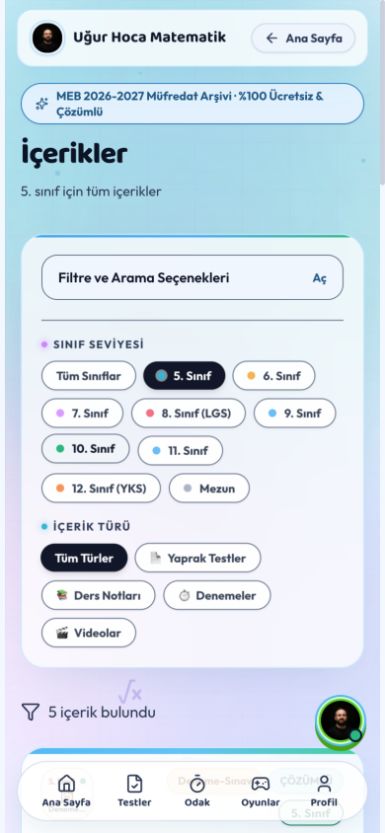 Uğur Hoca Matematik
← Ana Sayfa
MEB 2026-2027 Müfredat Arşivi · %100 Ücretsiz &
Çözümlü
İçerikler
5. sınıf için tüm içerikler
Filtre ve Arama Seçenekleri
Aç
SINIF SEVİYESİ
Tüm Sınıflar
5. Sınıf
6. Sınıf
7. Sınıf
8. Sınıf (LGS)
9. Sınıf
10. Sınıf
11. Sınıf
12. Sınıf (YKS)
Mezun
İÇERİK TÜRÜ
Tüm Türler
Yaprak Testler
Ders Notları
Denemeler
Videolar
√x
5 içerik bulundu
Ana Sayfa
Testler
Odak
Oyunlar
Profil
5. Sınıf